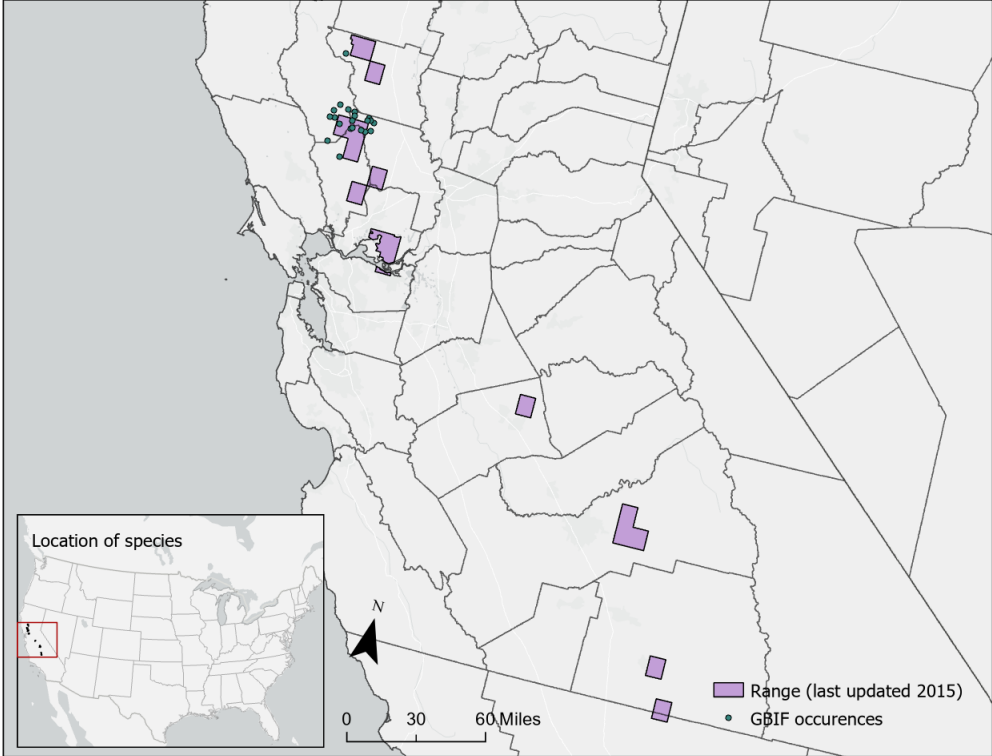 Location of species
N
0 30 60 Miles
Range (last updated 2015)
GBIF occurences